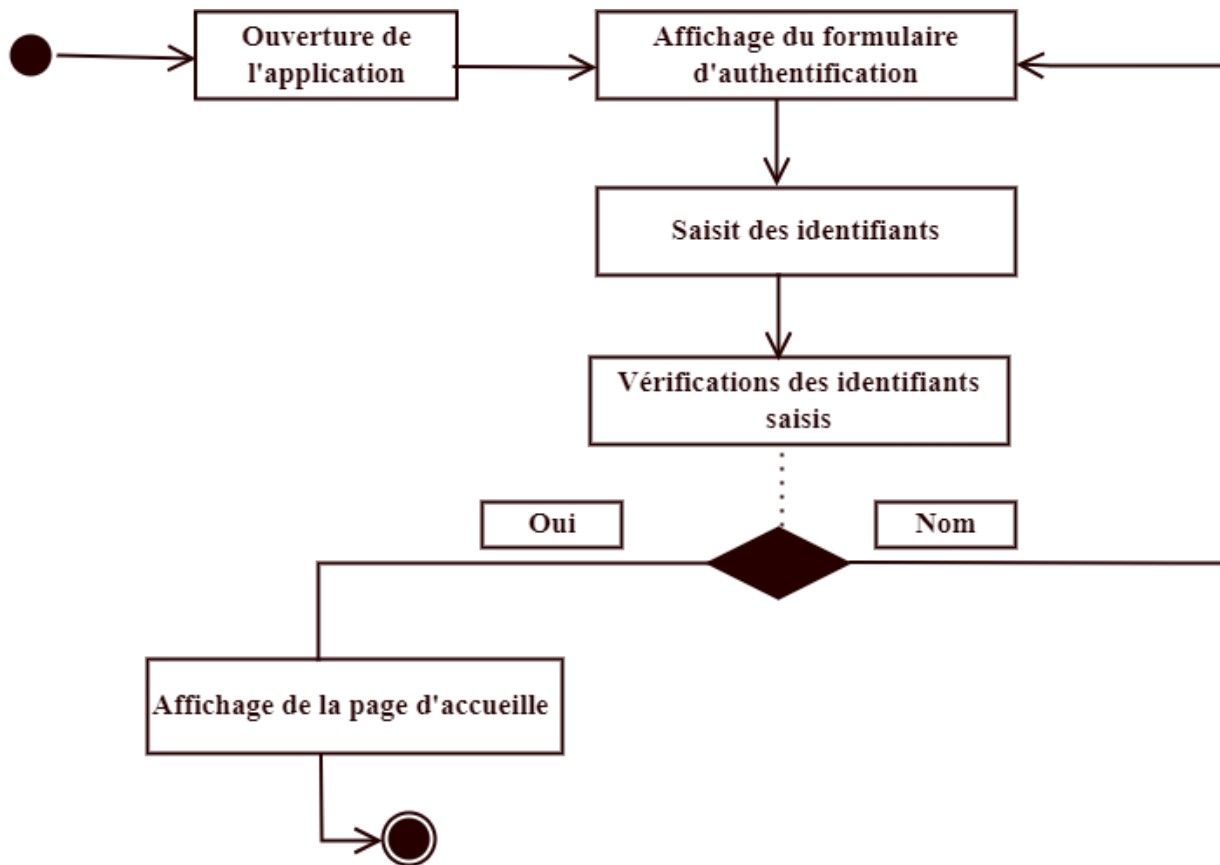 Ouverture de
l'application
Affichage du formulaire
d'authentification
Saisit des identifiants
Vérifications des identifiants
saisis
Oui
Nom
Affichage de la page d'accueille